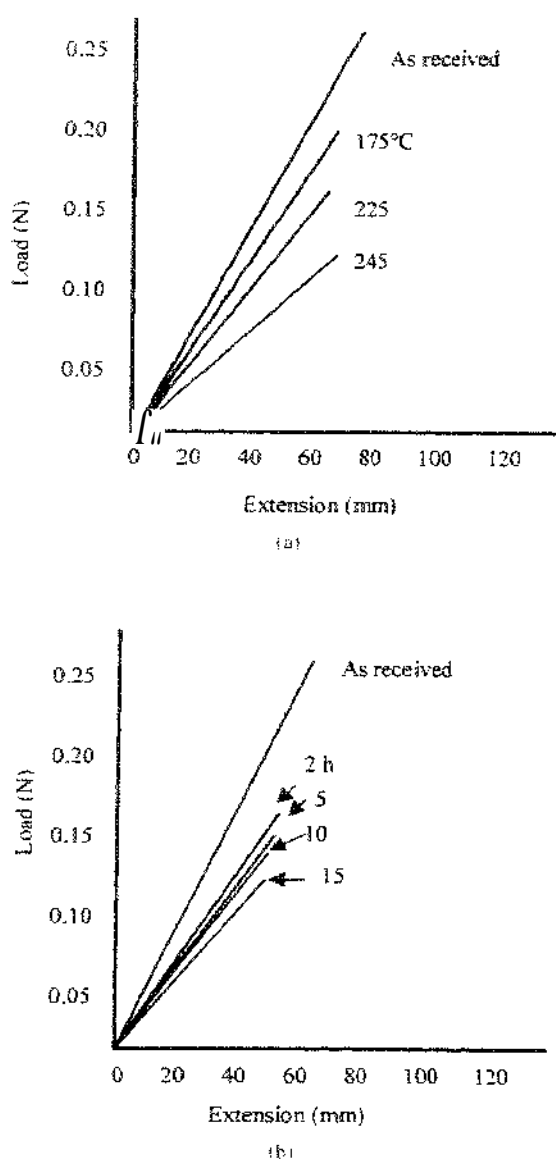 0.25
As received
0.20
175°C
0.15
225
0.10
245
0.05
Load (N)
0 20 40 60 80 100 120
Extension (mm)
(a)
0.25
As received
0.20
2 h
5
0.15
10
15
0.10
0.05
Load (N)
0 20 40 60 80 100 120
Extension (mm)
(b)